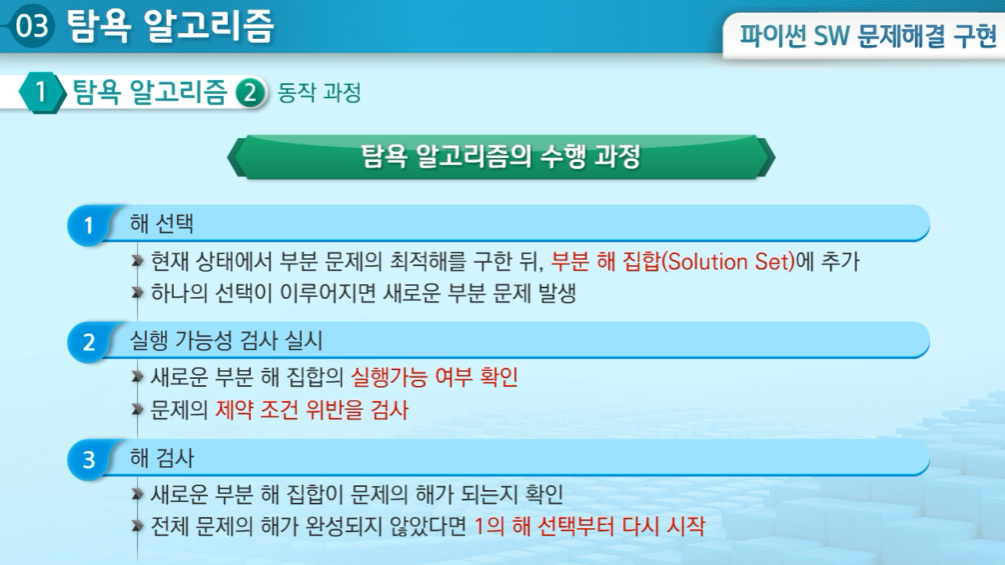 03 탐욕 알고리즘
파이썬 SW 문제해결 구현
1 탐욕 알고리즘 2 동작 과정
탐욕 알고리즘의 수행 과정
1 해 선택
현재 상태에서 부분 문제의 최적해를 구한 뒤, 부분 해 집합(Solution Set)에 추가
하나의 선택이 이루어지면 새로운 부분 문제 발생
2 실행 가능성 검사 실시
새로운 부분 해 집합의 실행가능 여부 확인
문제의 제약 조건 위반을 검사
3 해 검사
새로운 부분 해 집합이 문제의 해가 되는지 확인
전체 문제의 해가 완성되지 않았다면 1의 해 선택부터 다시 시작